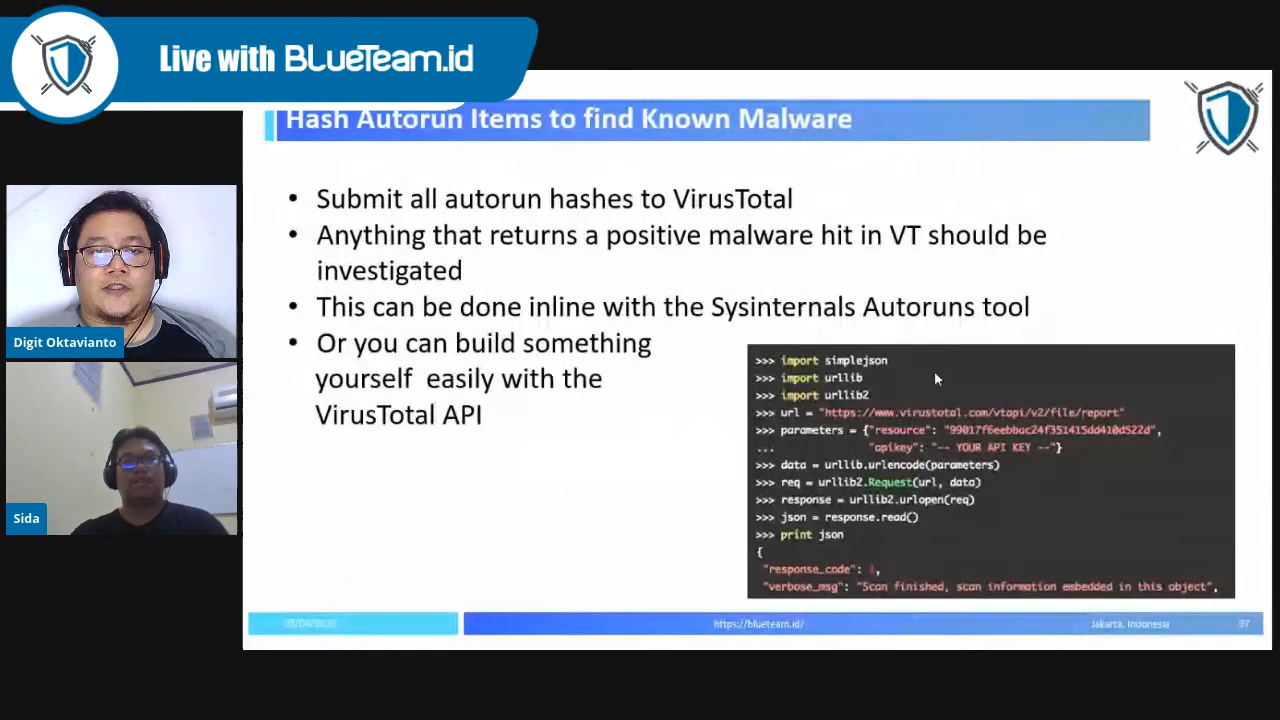 Live with BLUeTeam.id
Hash Autorun Items to find Known Malware
• Submit all autorun hashes to VirusTotal
• Anything that returns a positive malware hit in VT should be
investigated
• This can be done inline with the Sysinternals Autoruns tool
• Or you can build something
yourself easily with the
VirusTotal API
>>> import simplejson
>>> import urllib
>>> import urllib2
>>> url = "https://www.virustotal.com/vtapi/v2/file/report"
>>> parameters = {"resource": "99017f6eebbac24f351415dd410d522d",
... "apikey": "-- YOUR API KEY --"}
>>> data = urllib.urlencode(parameters)
>>> req = urllib2.Request(url, data)
>>> response = urllib2.urlopen(req)
>>> json = response.read()
>>> print json
{
"response_code": 1,
"verbose_msg": "Scan finished, scan information embedded in this object",
Digit Oktavianto
Sida
https://blueteam.id/
Jakarta, Indonesia
97